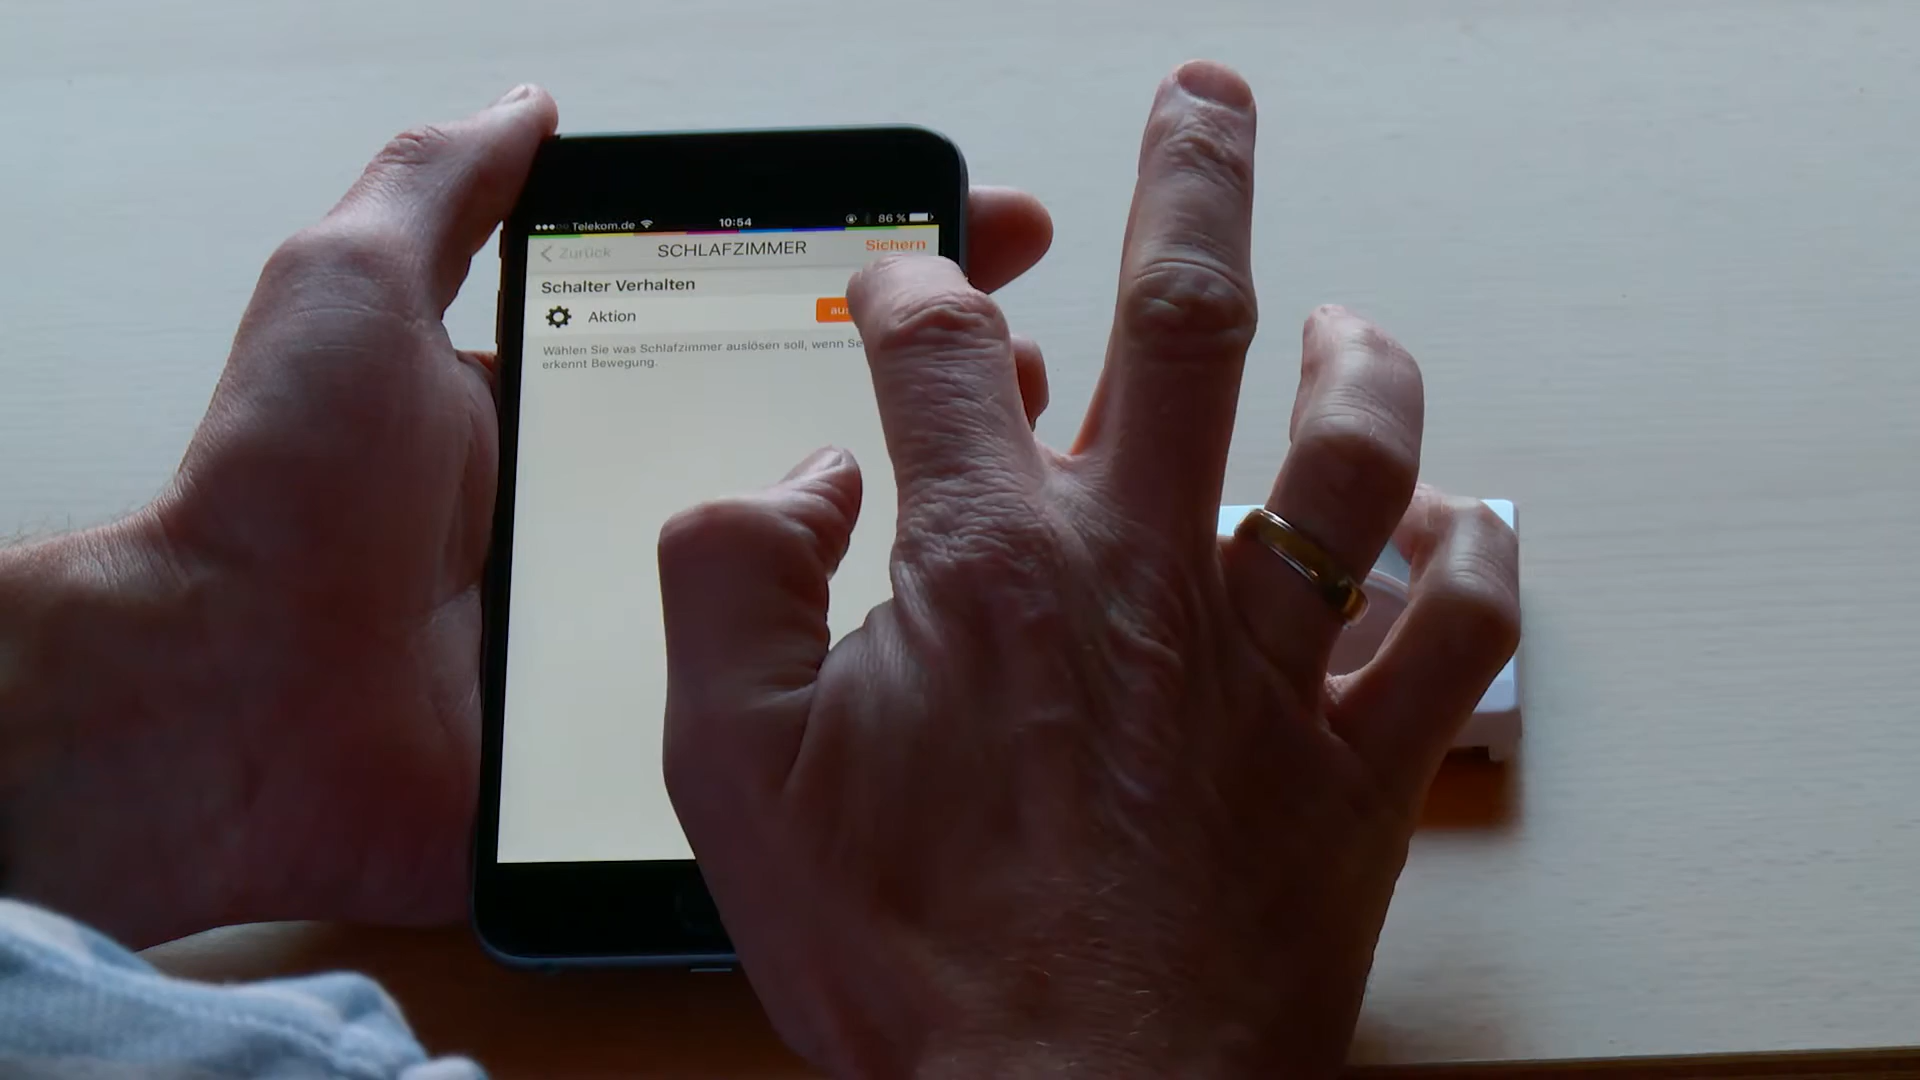 Telekom.de 10:54 86 %
Zurück SCHLAFZIMMER Sichern
Schalter Verhalten
Aktion
Wählen Sie was Schlafzimmer auslösen soll, wenn
erkennt Bewegung.